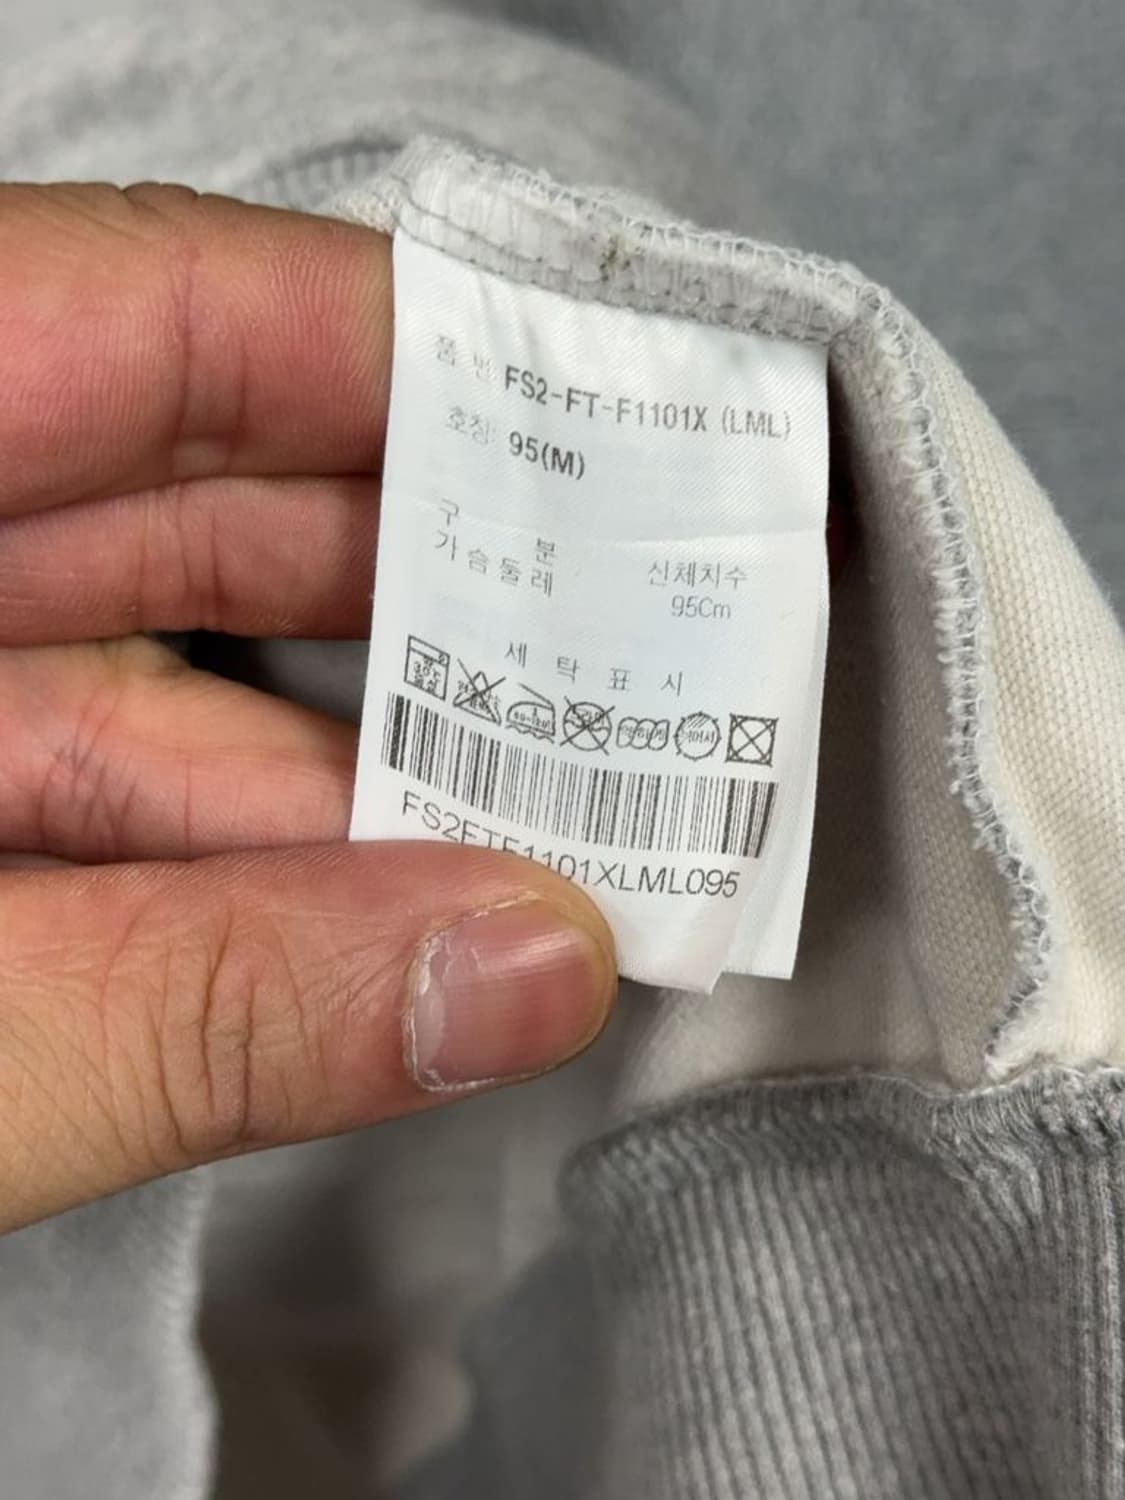 품 번 FS2-FT-F1101X (LML)
호칭 95(M)
구 분 신체치수
가슴둘레 95Cm
세 탁 표 시
FS2FTF1101XLML095